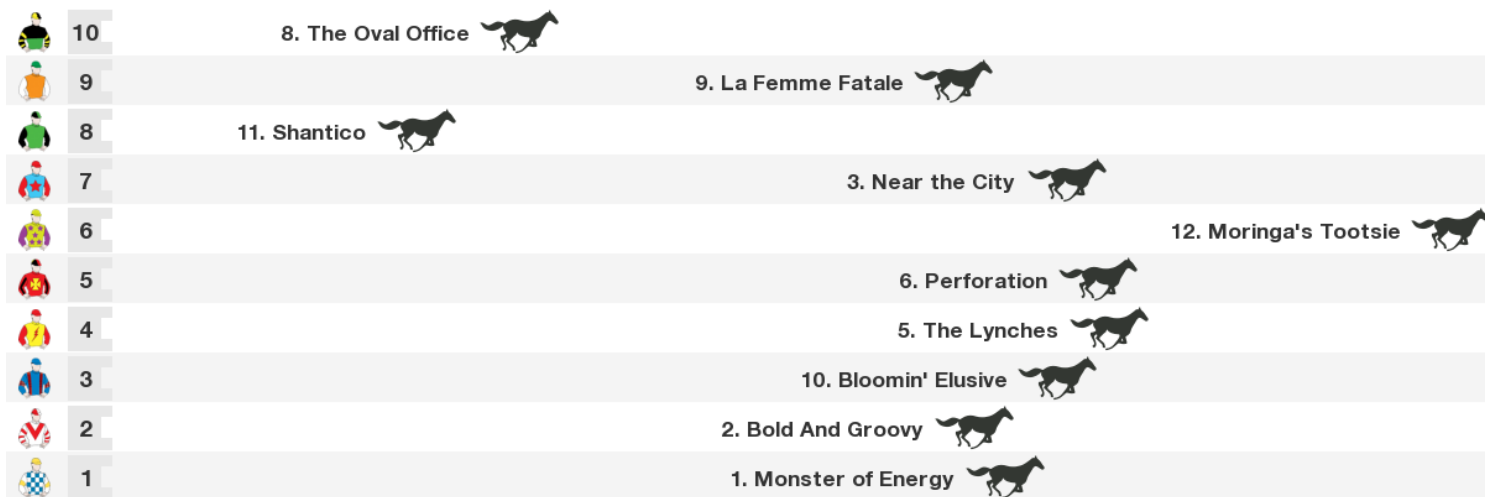 10 8. The Oval Office
9 9. La Femme Fatale
8 11. Shantico
7 3. Near the City
6 12. Moringa's Tootsie
5 6. Perforation
4 5. The Lynches
3 10. Bloomin' Elusive
2 2. Bold And Groovy
1 1. Monster of Energy